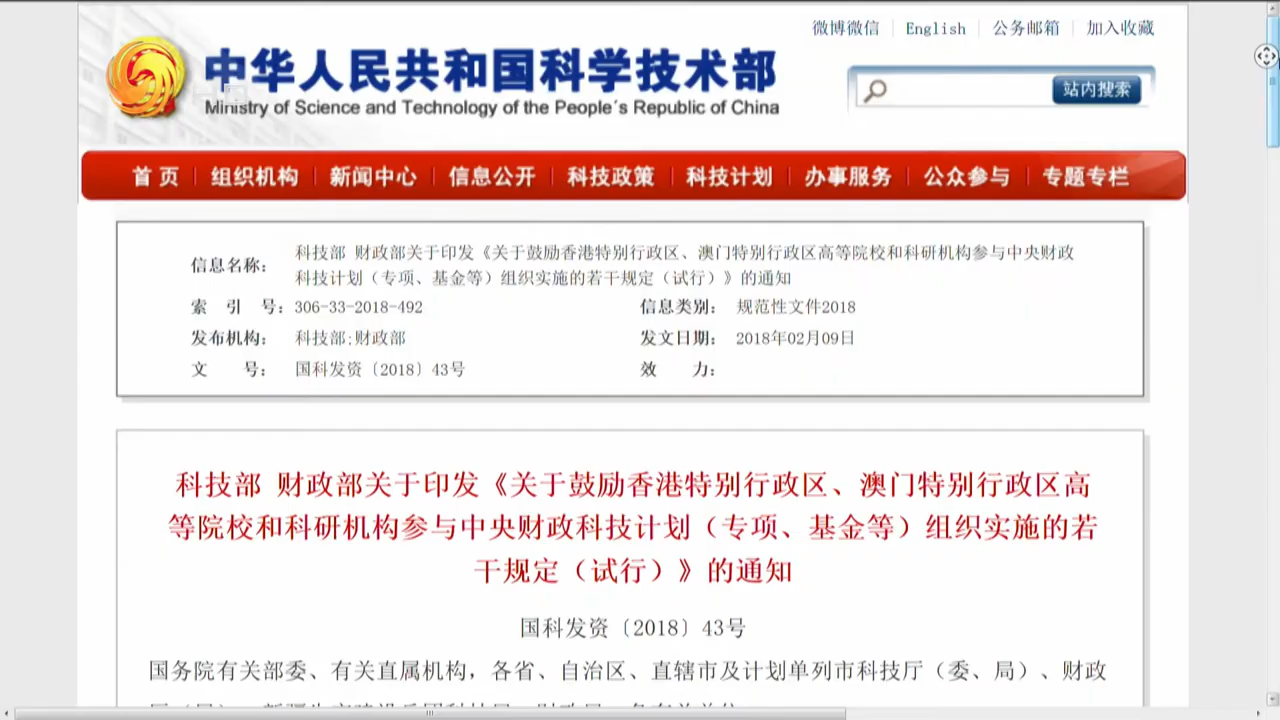 微博微信 English 公务邮箱 加入收藏
中华人民共和国科学技术部
Ministry of Science and Technology of the People's Republic of China
站内搜索
首 页 组织机构 新闻中心 信息公开 科技政策 科技计划 办事服务 公众参与 专题专栏
信息名称： 科技部 财政部关于印发《关于鼓励香港特别行政区、澳门特别行政区高等院校和科研机构参与中央财政
科技计划（专项、基金等）组织实施的若干规定（试行）》的通知
索 引 号： 306-33-2018-492 信息类别： 规范性文件2018
发布机构： 科技部;财政部 发文日期： 2018年02月09日
文 号： 国科发资〔2018〕43号 效 力：
科技部 财政部关于印发《关于鼓励香港特别行政区、澳门特别行政区高
等院校和科研机构参与中央财政科技计划（专项、基金等）组织实施的若
干规定（试行）》的通知
国科发资〔2018〕43号
国务院有关部委、有关直属机构，各省、自治区、直辖市及计划单列市科技厅（委、局）、财政